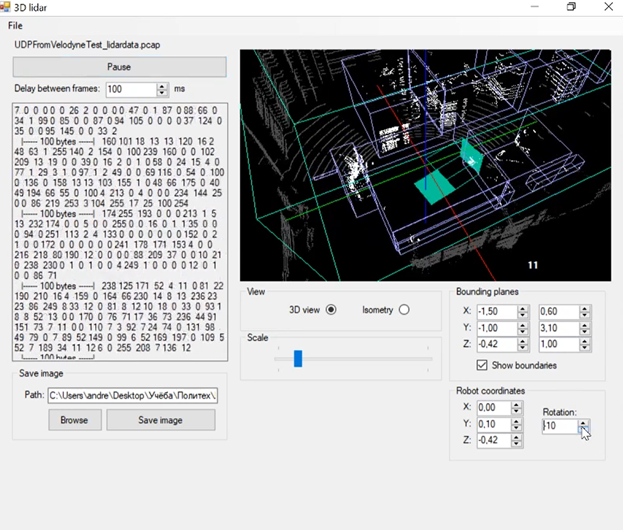 3D lidar
File
UDPFromVelodyneTest_lidardata.pcap
Pause
Delay between frames: 100 ms
7 0 0 0 0 0 26 2 0 0 0 0 47 0 1 87 0 88 66 0
34 1 99 0 85 0 0 87 0 94 105 0 0 0 0 37 124 0
35 0 0 95 145 0 0 33 2
|----- 100 bytes -----| 160 101 18 13 13 120 16 2
48 63 1 255 140 2 154 0 100 239 160 0 0 102
209 13 19 0 0 39 0 16 2 0 1 0 58 0 24 15 4 0
77 1 29 3 1 0 97 1 2 49 0 0 69 116 0 54 0 100
0 136 0 158 13 13 103 155 1 0 48 66 175 0 40
49 194 66 55 0 100 4 213 0 4 0 0 234 144 25
0 0 86 219 253 3 104 255 17 25 100 254
|----- 100 bytes -----| 174 255 193 0 0 0 213 1 5
13 232 174 0 0 5 0 0 255 0 0 16 0 1 1 35 0 0
0 94 0 251 113 2 4 133 0 0 0 0 0 0 152 0 2
1 0 0 172 0 0 0 0 0 0 241 178 171 153 4 0 0
216 218 80 190 12 0 0 0 0 88 209 37 0 0 10 21
0 238 230 0 1 0 1 0 0 4 249 1 0 0 0 0 12 0 1
0 0 86 71
|----- 100 bytes -----| 238 125 171 52 4 11 0 81 22
190 210 16 4 159 0 164 66 230 14 8 13 236 23
23 86 249 8 33 12 0 81 8 12 10 18 0 33 0 93 1
8 8 52 13 0 0 170 0 76 71 17 36 73 236 44 91
151 73 7 11 0 0 110 7 3 92 7 24 74 0 131 98
49 79 0 7 89 52 149 0 99 6 52 169 197 0 109 5
52 7 189 34 11 12 6 0 255 208 7 136 12
|----- 100 bytes -----|
11
View
3D view Isometry
Scale
Bounding planes
X: -1,50 0,60
Y: -1,00 3,10
Z: -0,42 1,00
Show boundaries
Save image
Path: C:\Users\andre\Desktop\Учёба\Политех\
Browse Save image
Robot coordinates
X: 0,00
Y: 0,10
Z: -0,42
Rotation:
-10